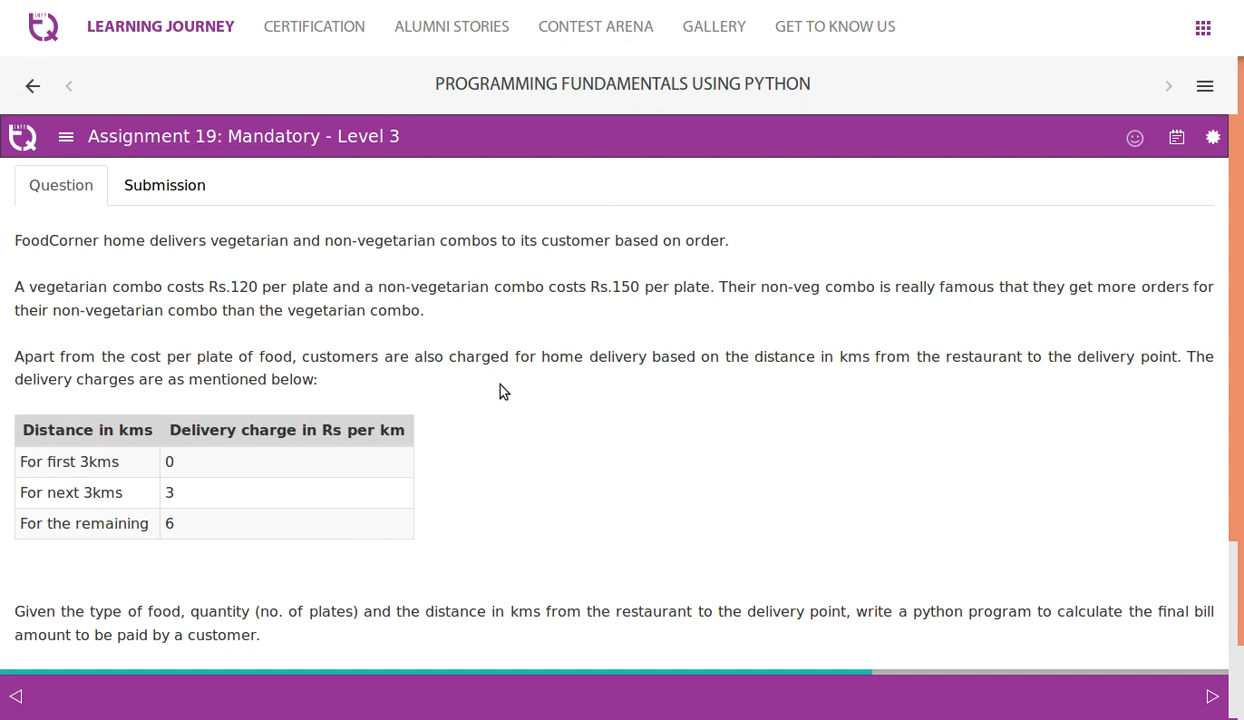 LEARNING JOURNEY CERTIFICATION ALUMNI STORIES CONTEST ARENA GALLERY GET TO KNOW US
PROGRAMMING FUNDAMENTALS USING PYTHON
Assignment 19: Mandatory - Level 3
Question Submission
FoodCorner home delivers vegetarian and non-vegetarian combos to its customer based on order.
A vegetarian combo costs Rs.120 per plate and a non-vegetarian combo costs Rs.150 per plate. Their non-veg combo is really famous that they get more orders for
their non-vegetarian combo than the vegetarian combo.
Apart from the cost per plate of food, customers are also charged for home delivery based on the distance in kms from the restaurant to the delivery point. The
delivery charges are as mentioned below:
Distance in kms Delivery charge in Rs per km
For first 3kms 0
For next 3kms 3
For the remaining 6
Given the type of food, quantity (no. of plates) and the distance in kms from the restaurant to the delivery point, write a python program to calculate the final bill
amount to be paid by a customer.